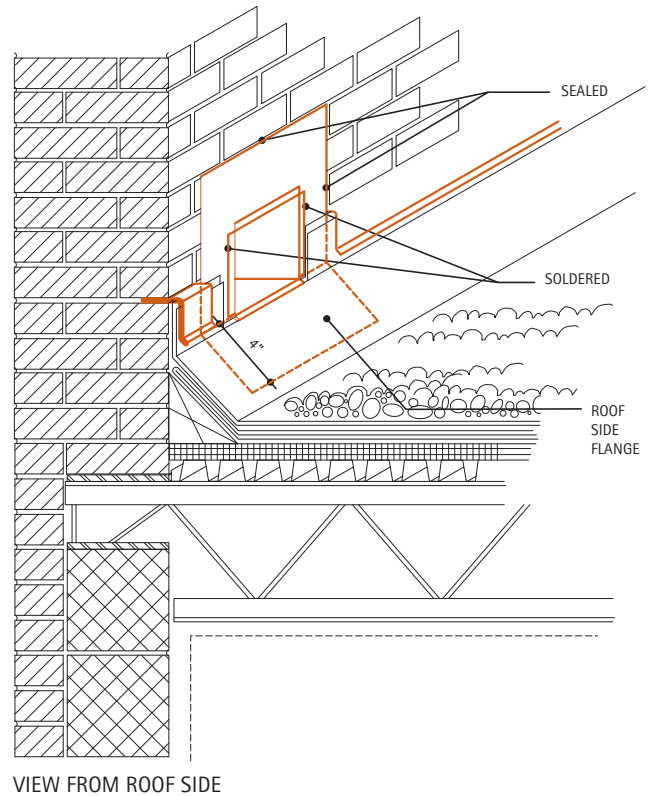 SEALED
SOLDERED
4"
ROOF
SIDE
FLANGE
VIEW FROM ROOF SIDE